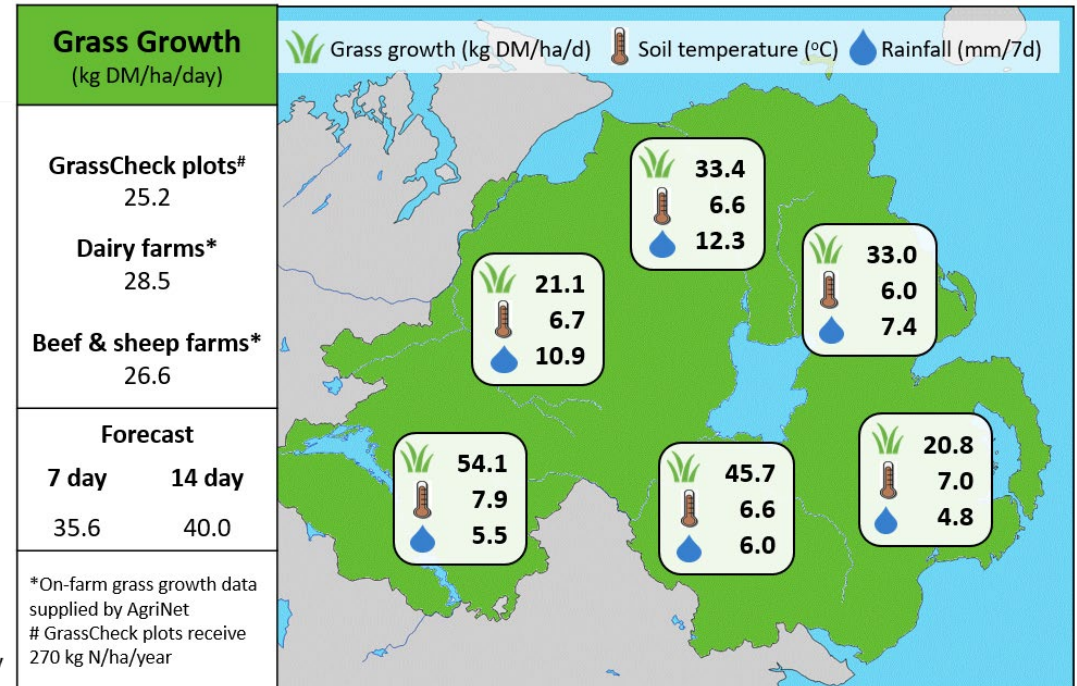 Grass Growth
(kg DM/ha/day)
GrassCheck plots#
25.2
Dairy farms*
28.5
Beef & sheep farms*
26.6
Forecast
7 day 14 day
35.6 40.0
*On-farm grass growth data
supplied by AgriNet
# GrassCheck plots receive
270 kg N/ha/year
Grass growth (kg DM/ha/d) Soil temperature (oC) Rainfall (mm/7d)
33.4
6.6
12.3
33.0
6.0
7.4
21.1
6.7
10.9
54.1
7.9
5.5
45.7
6.6
6.0
20.8
7.0
4.8